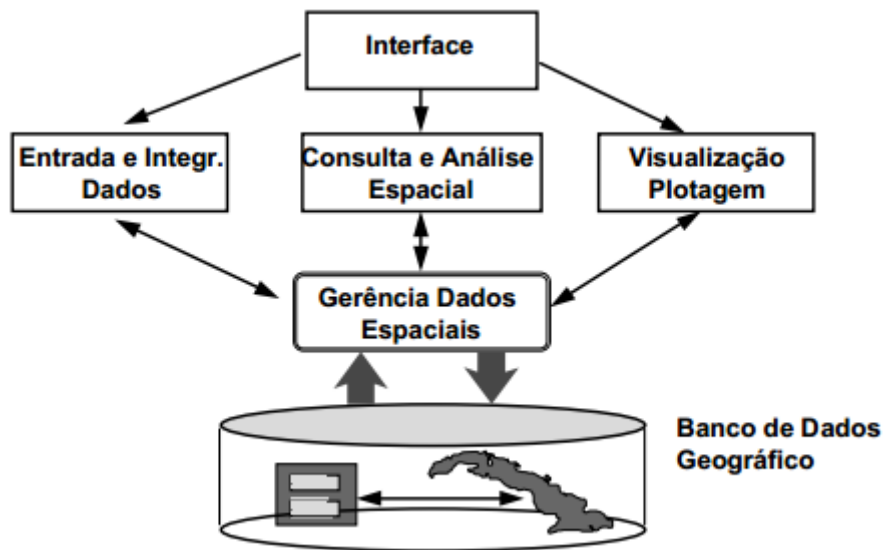 Interface
Entrada e Integr.
Dados
Consulta e Análise
Espacial
Visualização
Plotagem
Gerência Dados
Espaciais
Banco de Dados
Geográfico